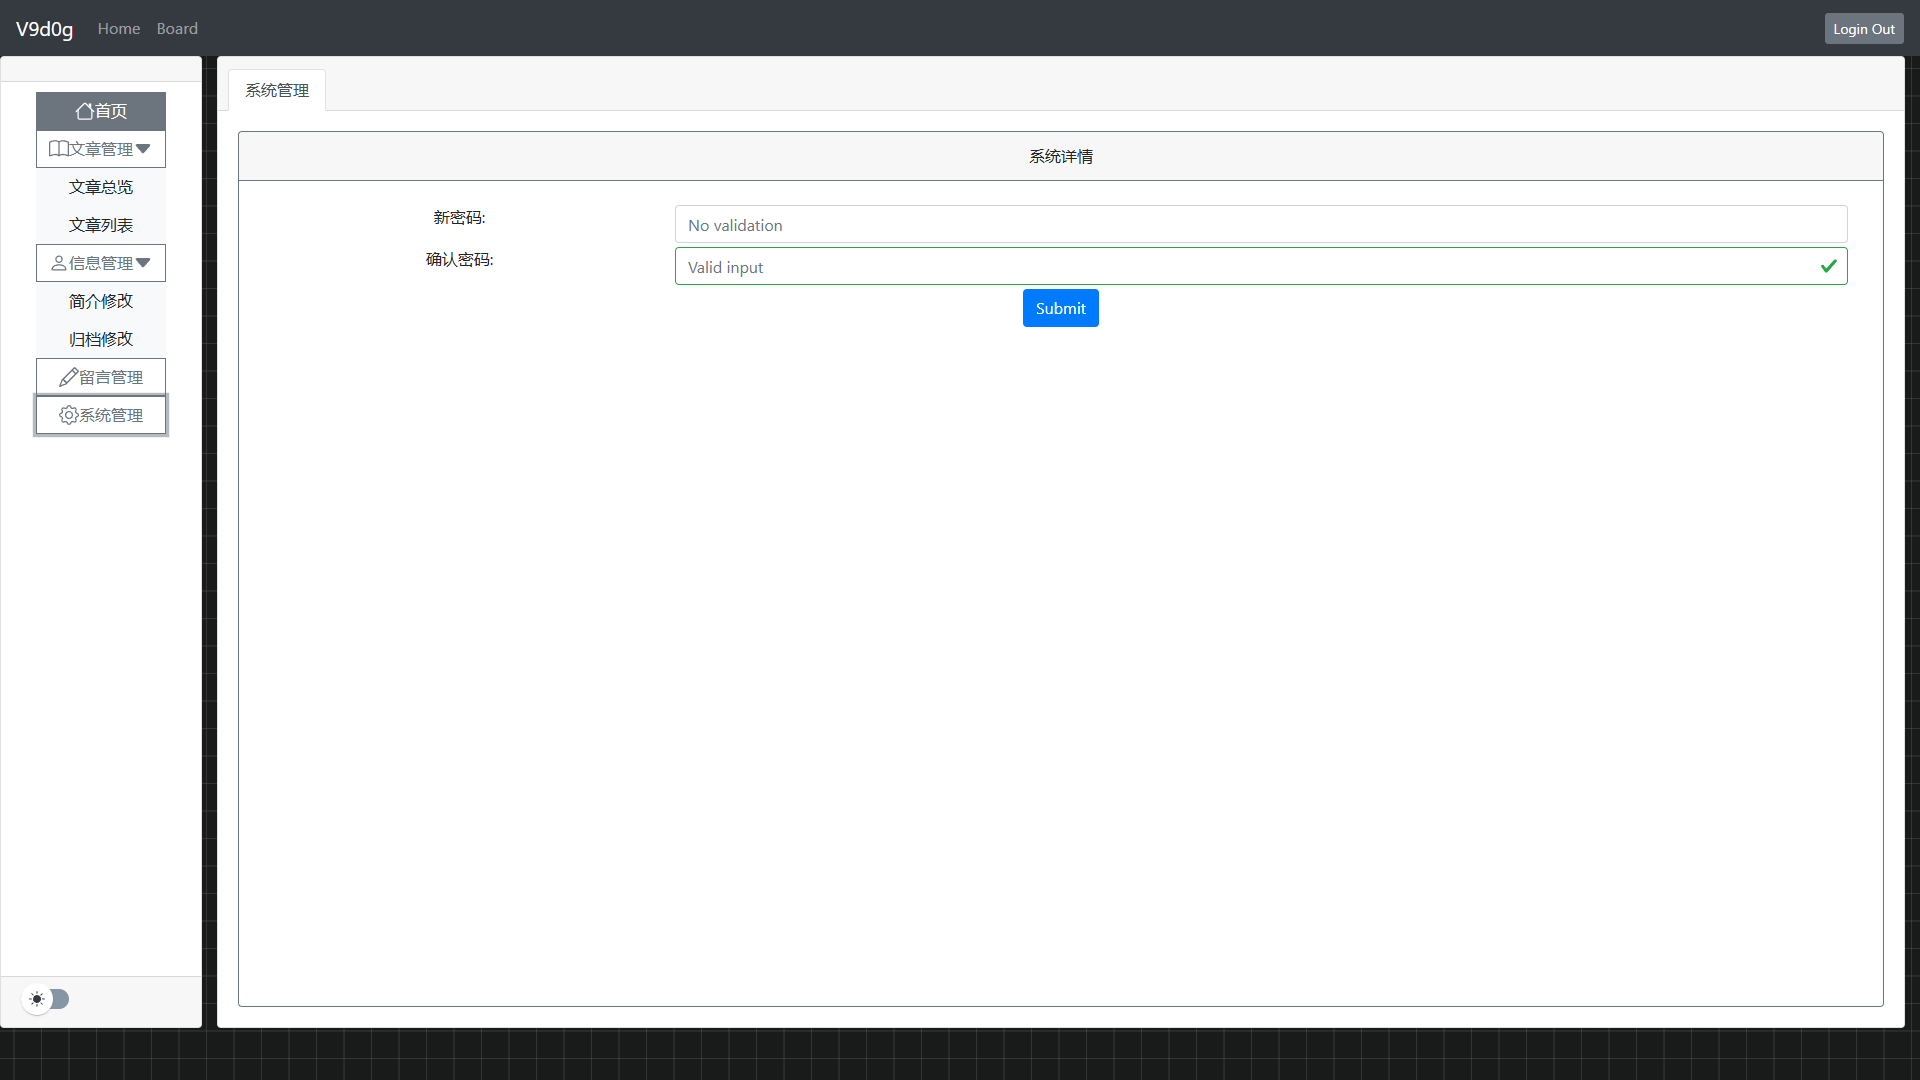 V9d0g Home Board Login Out
首页
文章管理
文章总览
文章列表
信息管理
简介修改
归档修改
留言管理
系统管理
系统管理
系统详情
新密码: No validation
确认密码: Valid input
Submit